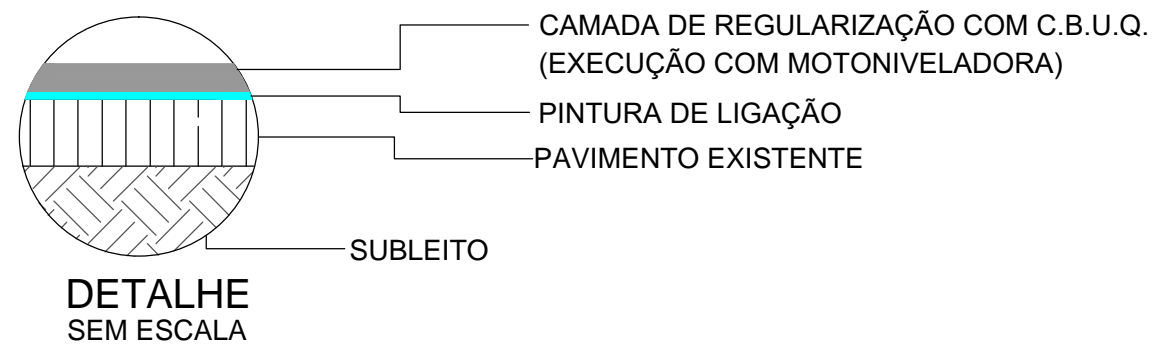 CAMADA DE REGULARIZAÇÃO COM C.B.U.Q.
(EXECUÇÃO COM MOTONIVELADORA)
PINTURA DE LIGAÇÃO
PAVIMENTO EXISTENTE
SUBLEITO
DETALHE
SEM ESCALA